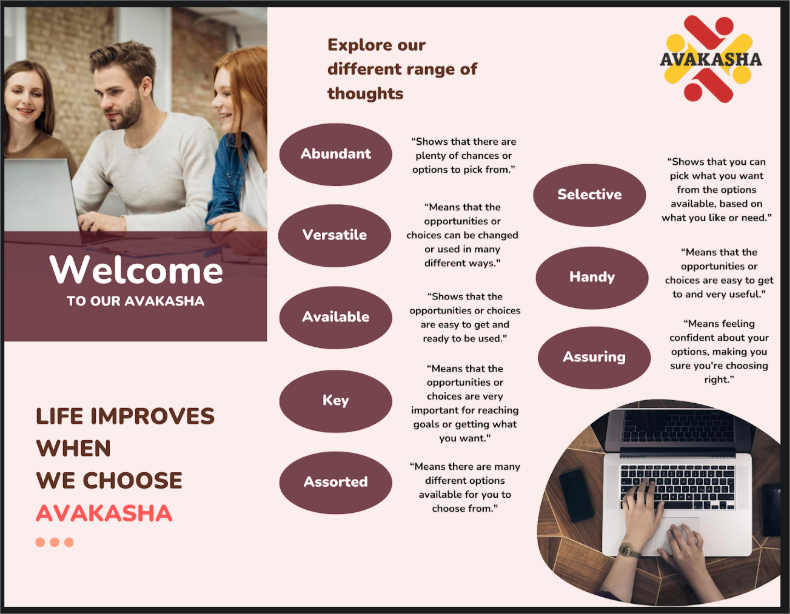 Welcome
TO OUR AVAKASHA
LIFE IMPROVES
WHEN
WE CHOOSE
AVAKASHA
Explore our
different range of
thoughts
Abundant
“Shows that there are
plenty of chances or
options to pick from.”
Versatile
“Means that the
opportunities or
choices can be changed
or used in many
different ways."
Available
“Shows that the
opportunities or choices
are easy to get and
ready to be used.”
Key
“Means that the
opportunities or
choices are very
important for reaching
goals or getting what
you want.”
Assorted
“Means there are many
different options
available for you to
choose from."
AVAKASHA
Selective
“Shows that you can
pick what you want
from the options
available, based on
what you like or need."
Handy
“Means that the
opportunities or
choices are easy to get
to and very useful."
Assuring
“Means feeling
confident about your
options, making you
sure you're choosing
right.”